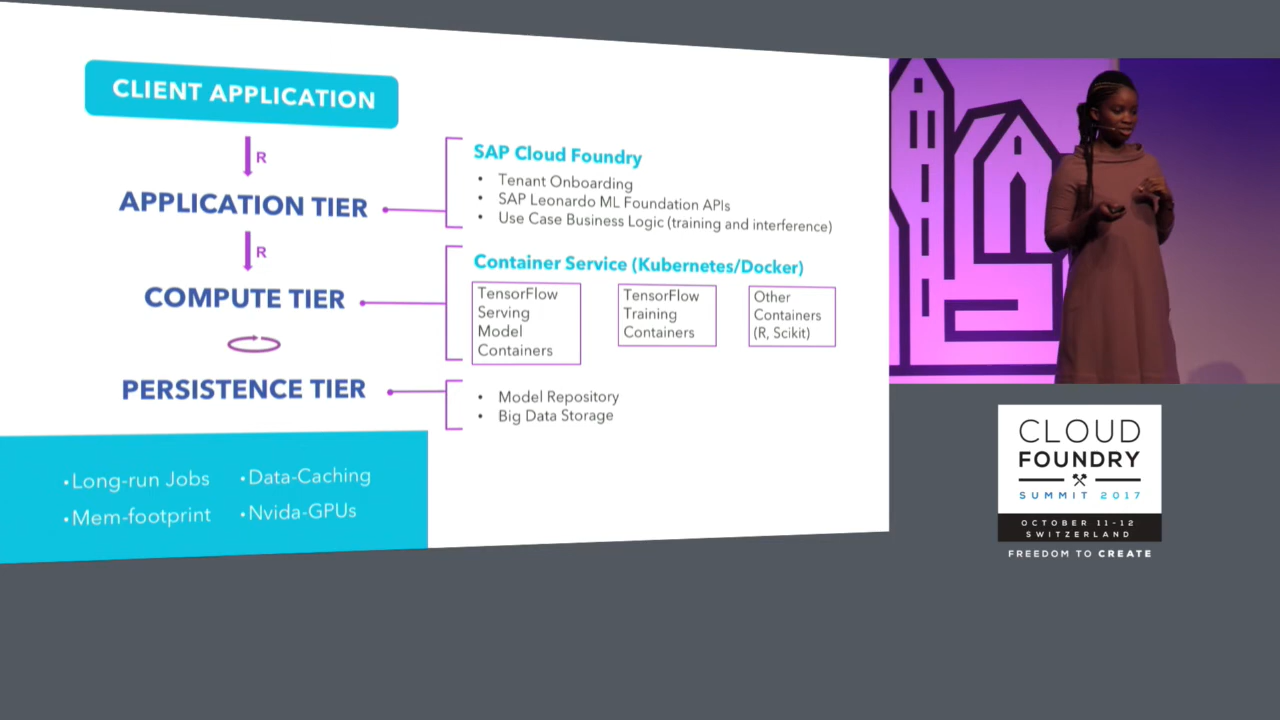 CLIENT APPLICATION
R
APPLICATION TIER
R
COMPUTE TIER
PERSISTENCE TIER
SAP Cloud Foundry
• Tenant Onboarding
• SAP Leonardo ML Foundation APIs
• Use Case Business Logic (training and interference)
Container Service (Kubernetes/Docker)
TensorFlow
Serving
Model
Containers
TensorFlow
Training
Containers
Other
Containers
(R, Scikit)
• Model Repository
• Big Data Storage
•Long-run Jobs
•Data-Caching
•Mem-footprint
•Nvida-GPUs
CLOUD
FOUNDRY
SUMMIT 2017
OCTOBER 11-12
SWITZERLAND
FREEDOM TO CREATE